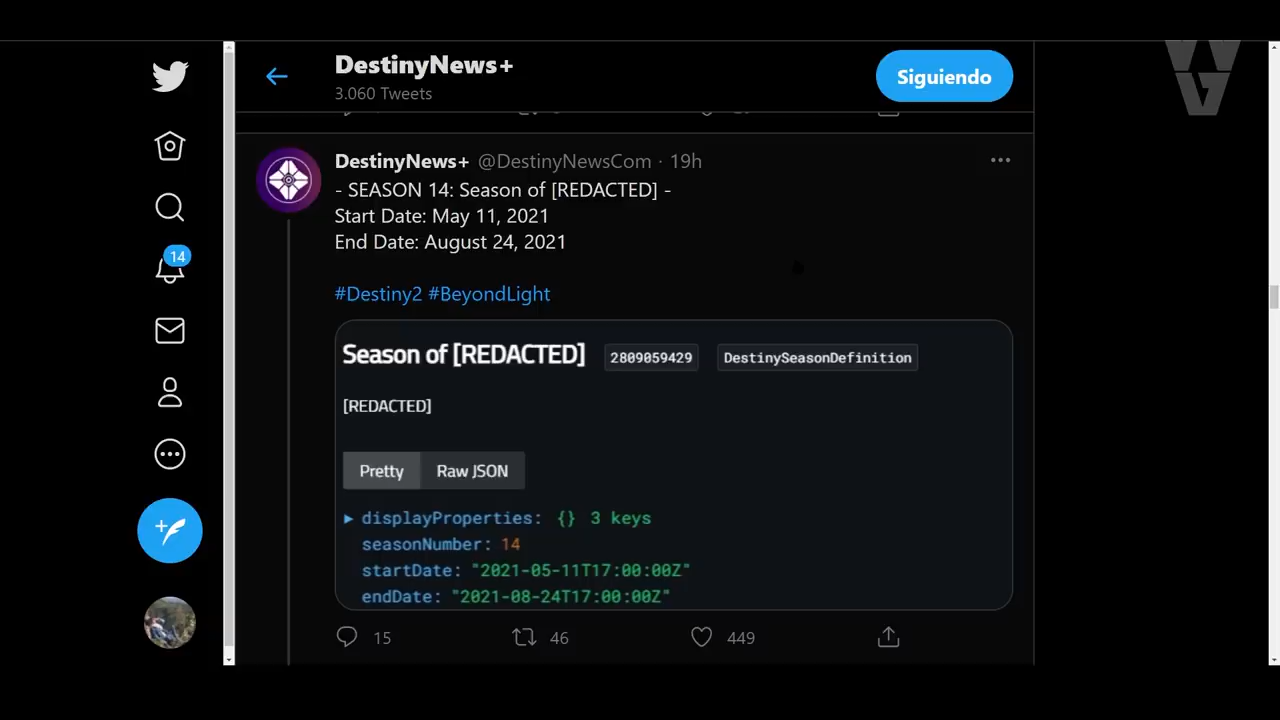 DestinyNews+
3.060 Tweets
Siguiendo
WG
14
DestinyNews+ @DestinyNewsCom · 19h
- SEASON 14: Season of [REDACTED] -
Start Date: May 11, 2021
End Date: August 24, 2021
#Destiny2 #BeyondLight
Season of [REDACTED] 2809059429 DestinySeasonDefinition
[REDACTED]
Pretty Raw JSON
displayProperties: {} 3 keys
seasonNumber: 14
startDate: "2021-05-11T17:00:00Z"
endDate: "2021-08-24T17:00:00Z"
15 46 449